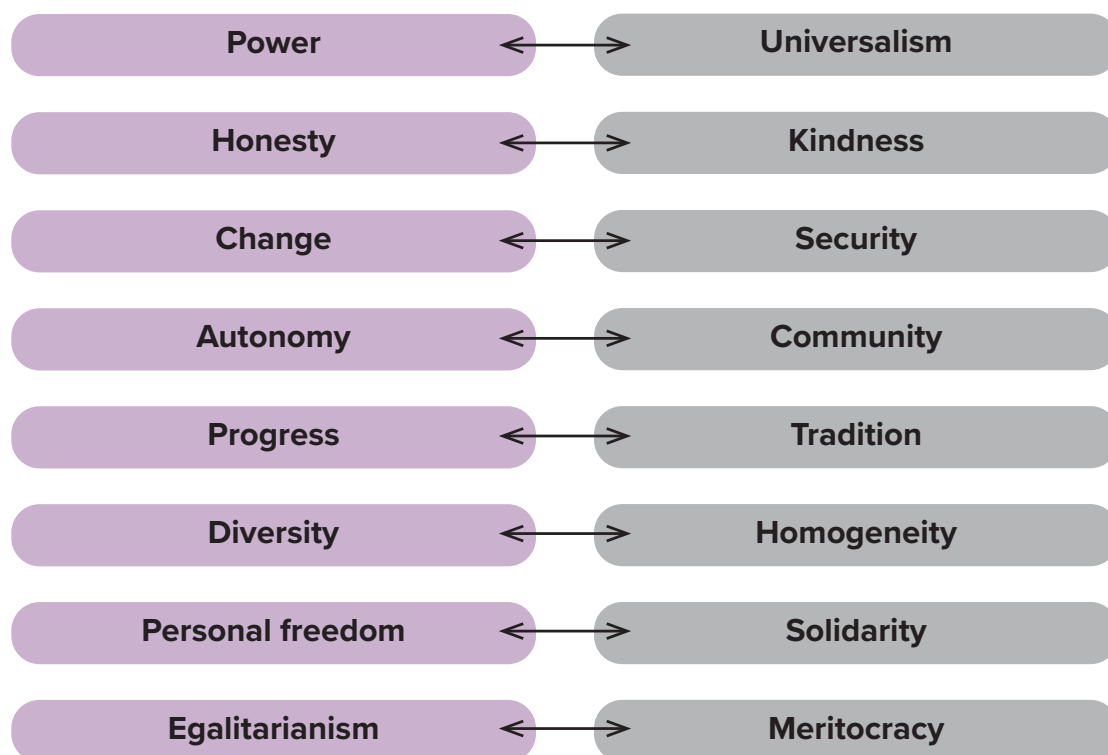 Power Universalism
Honesty Kindness
Change Security
Autonomy Community
Progress Tradition
Diversity Homogeneity
Personal freedom Solidarity
Egalitarianism Meritocracy